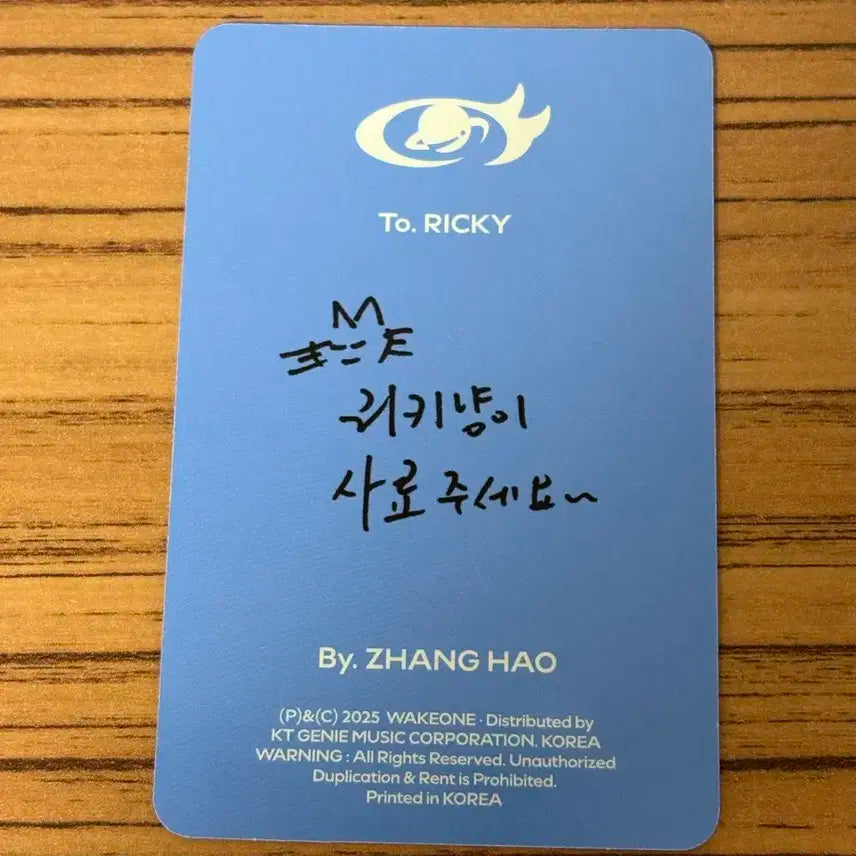 To. RICKY
리키냥이
사료 주세요~
By. ZHANG HAO
(P)&(C) 2025 WAKEONE · Distributed by
KT GENIE MUSIC CORPORATION. KOREA
WARNING : All Rights Reserved. Unauthorized
Duplication & Rent is Prohibited.
Printed in KOREA